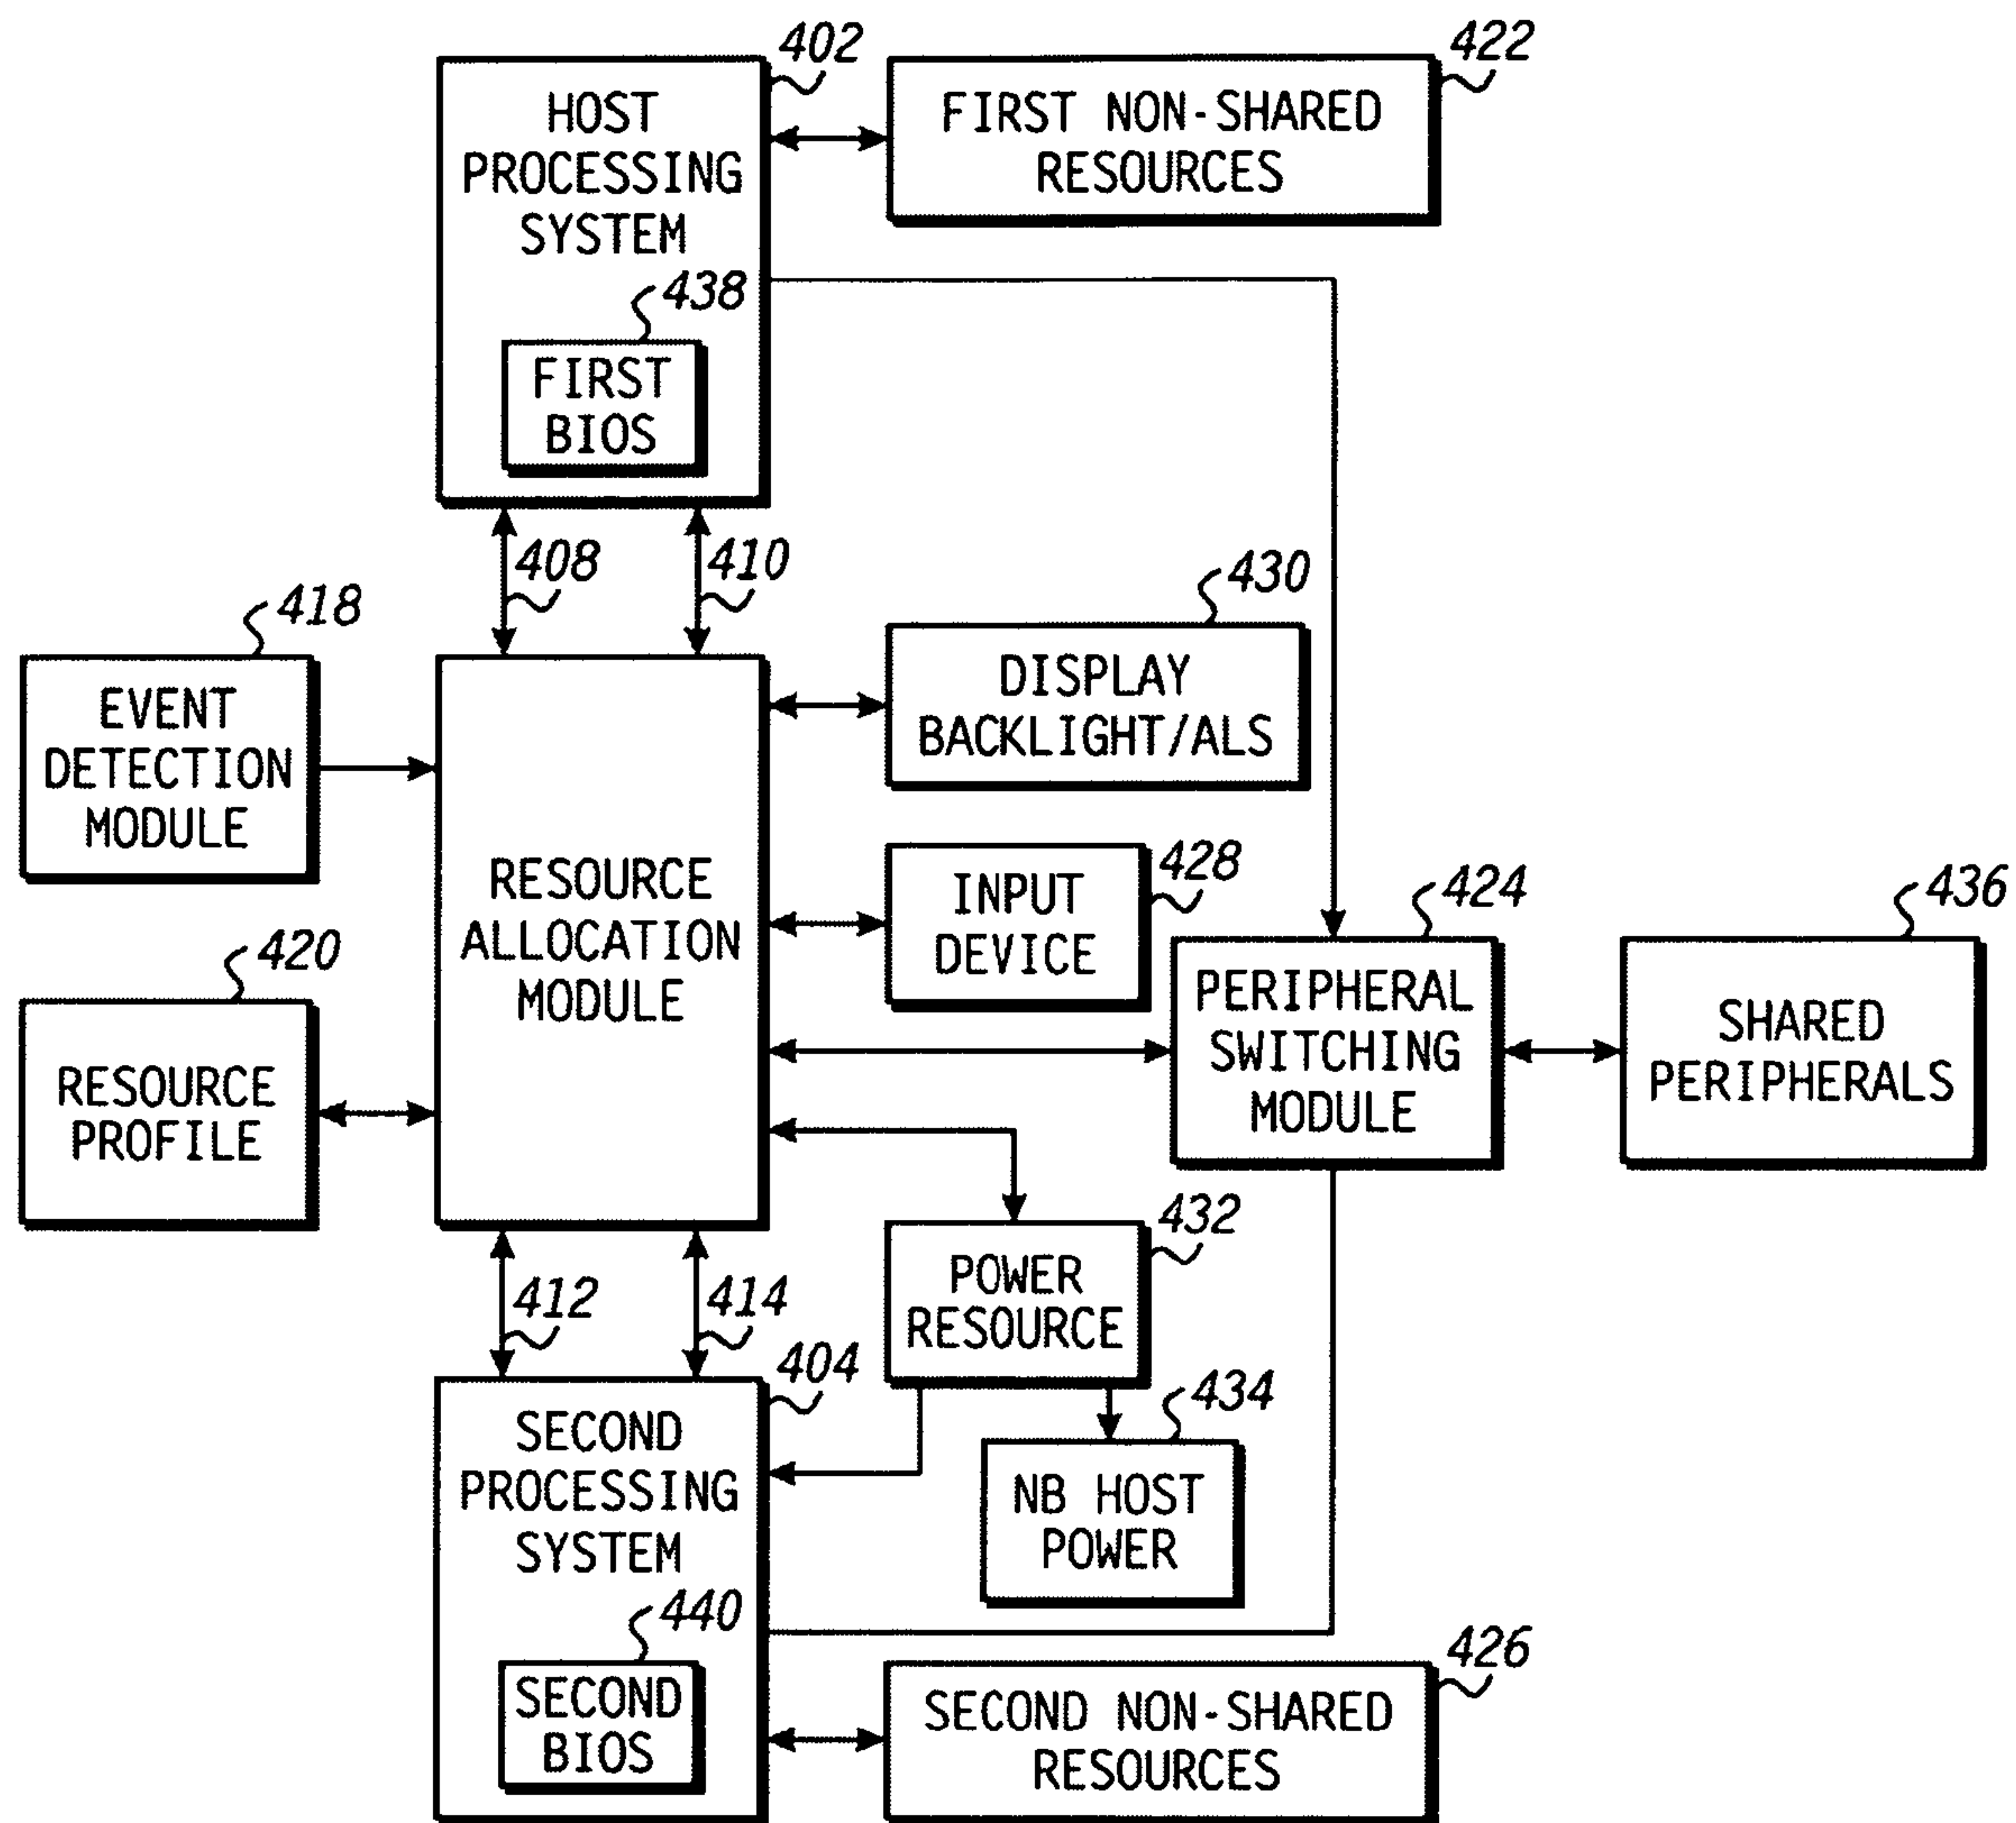 402
HOST
PROCESSING
SYSTEM
438
FIRST
BIOS
422
FIRST NON-SHARED
RESOURCES
408
410
418
EVENT
DETECTION
MODULE
420
RESOURCE
PROFILE
RESOURCE
ALLOCATION
MODULE
430
DISPLAY
BACKLIGHT/ALS
428
INPUT
DEVICE
424
PERIPHERAL
SWITCHING
MODULE
436
SHARED
PERIPHERALS
432
POWER
RESOURCE
434
NB HOST
POWER
412
414
404
SECOND
PROCESSING
SYSTEM
440
SECOND
BIOS
426
SECOND NON-SHARED
RESOURCES